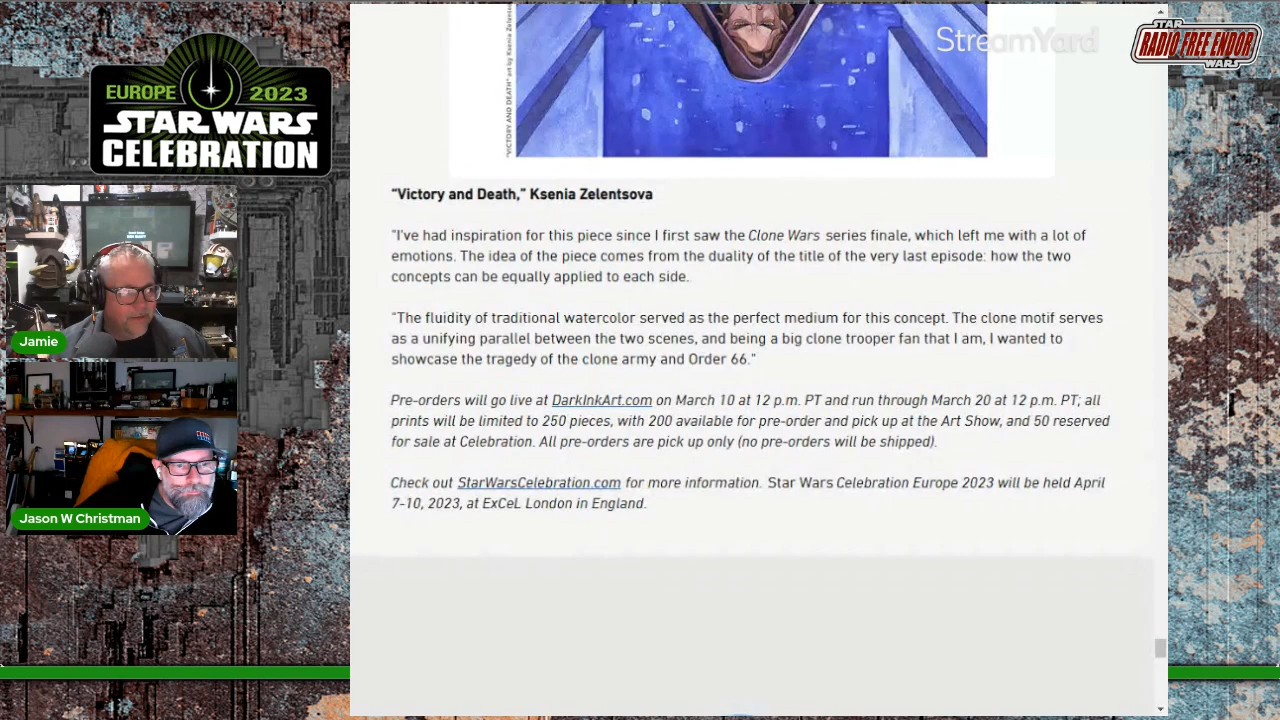 EUROPE 2023
STAR WARS
CELEBRATION
StreamYard
STAR
RADIO FREE ENDOR
WARS
"VICTORY AND DEATH" art by Ksenia Zelentsova
“Victory and Death,” Ksenia Zelentsova
"I've had inspiration for this piece since I first saw the Clone Wars series finale, which left me with a lot of
emotions. The idea of the piece comes from the duality of the title of the very last episode: how the two
concepts can be equally applied to each side.
"The fluidity of traditional watercolor served as the perfect medium for this concept. The clone motif serves
as a unifying parallel between the two scenes, and being a big clone trooper fan that I am, I wanted to
showcase the tragedy of the clone army and Order 66."
Pre-orders will go live at DarkInkArt.com on March 10 at 12 p.m. PT and run through March 20 at 12 p.m. PT; all
prints will be limited to 250 pieces, with 200 available for pre-order and pick up at the Art Show, and 50 reserved
for sale at Celebration. All pre-orders are pick up only (no pre-orders will be shipped).
Check out StarWarsCelebration.com for more information. Star Wars Celebration Europe 2023 will be held April
7-10, 2023, at ExCeL London in England.
Jamie
Jason W Christman